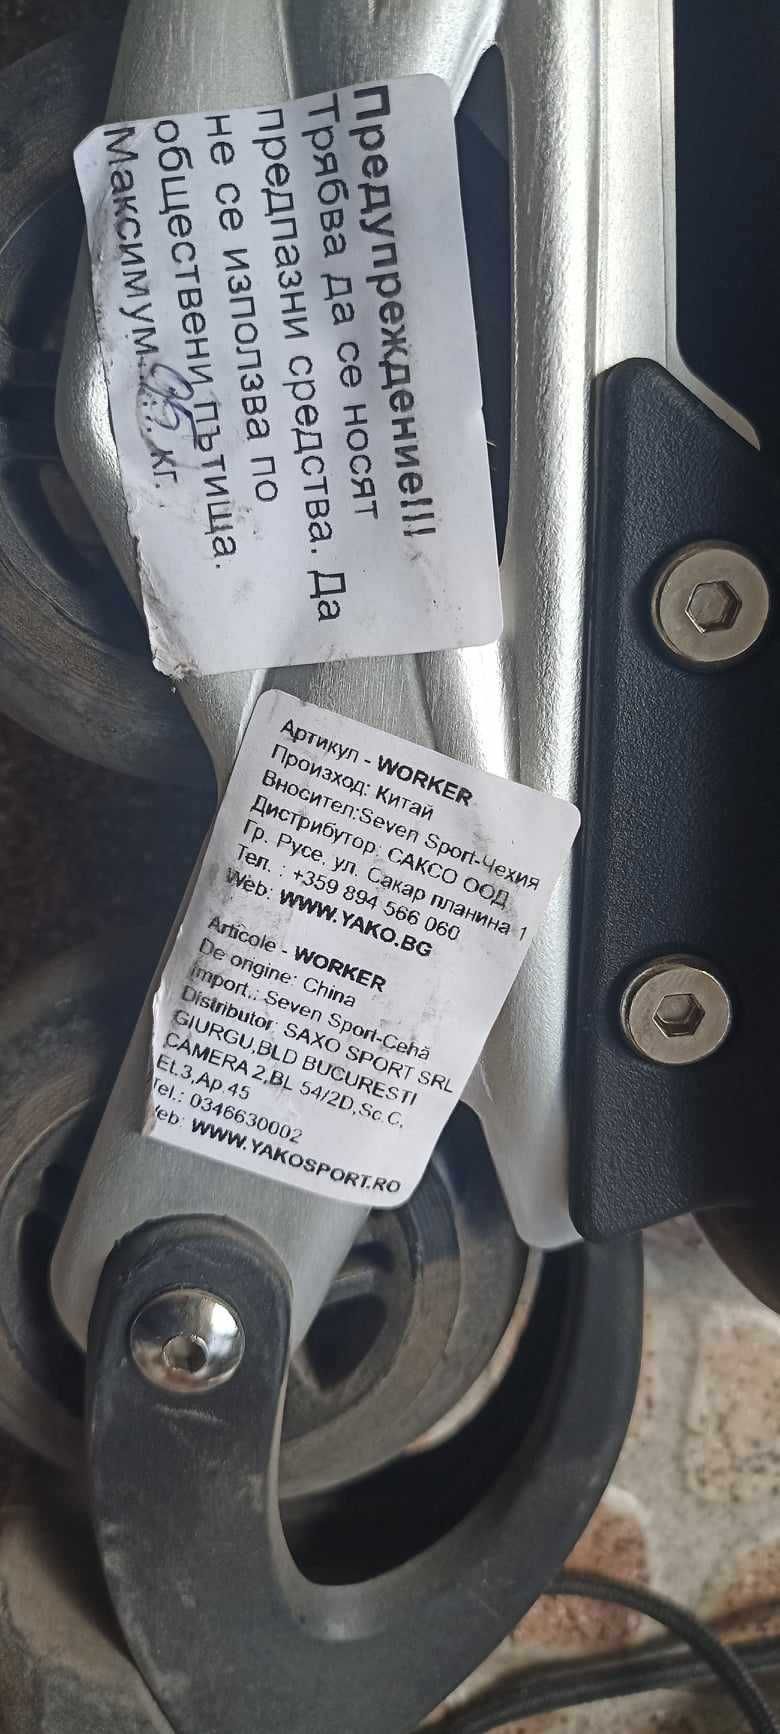 Предупреждение!!!
Трябва да се носят
предпазни средства. Да
не се използва по
обществени пътища.
Максимум 95 кг.
Артикул - WORKER
Произход: Китай
Вносител:Seven Sport-Чехия
Дистрибутор: САКСО ООД
Гр. Русе, ул. Сакар планина 1
Тел. : +359 894 566 060
Web: WWW.YAKO.BG
Articole - WORKER
De origine: China
Import.: Seven Sport-Cehă
Distributor: SAXO SPORT SRL
GIURGU,BLD BUCURESTI
CAMERA 2,BL 54/2D,Sc.C,
Et.3,Ap.45
Tel.: 0346630002
eb: WWW.YAKOSPORT.RO